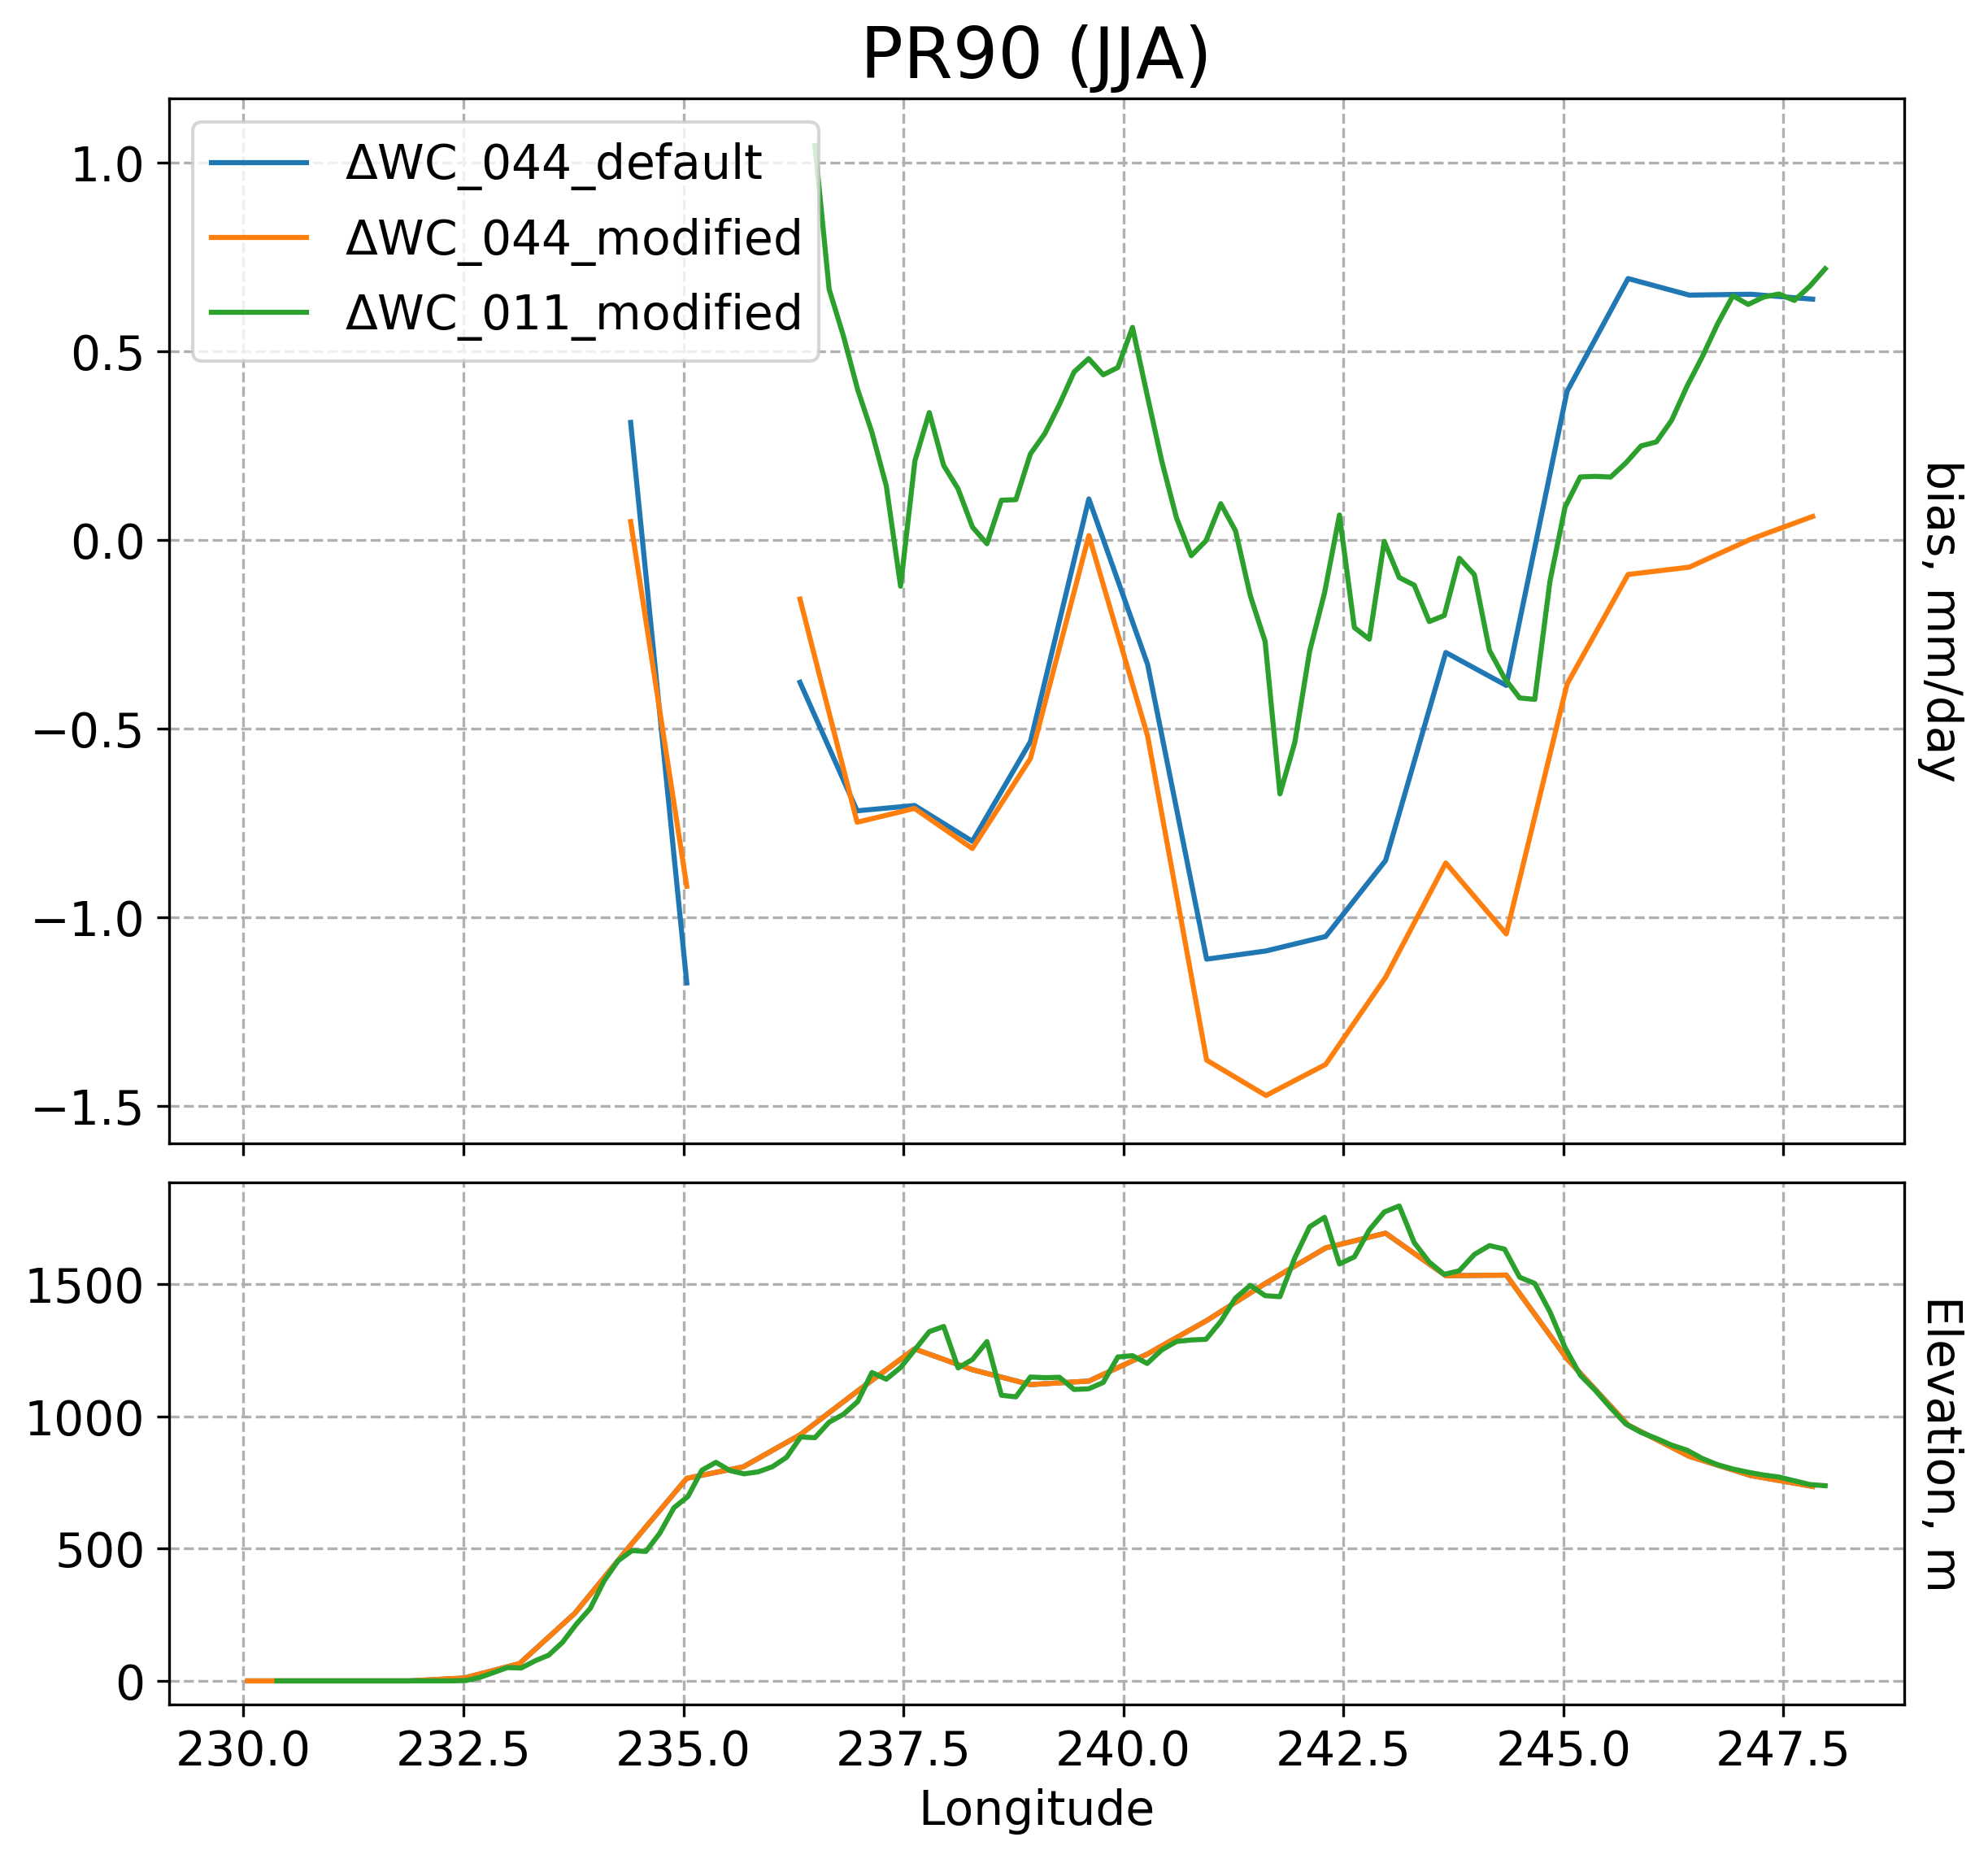 PR90 (JJA)
ΔWC_044_default
ΔWC_044_modified
ΔWC_011_modified
1.0
0.5
0.0
−0.5
−1.0
−1.5
bias, mm/day
1500
1000
500
0
Elevation, m
230.0 232.5 235.0 237.5 240.0 242.5 245.0 247.5
Longitude